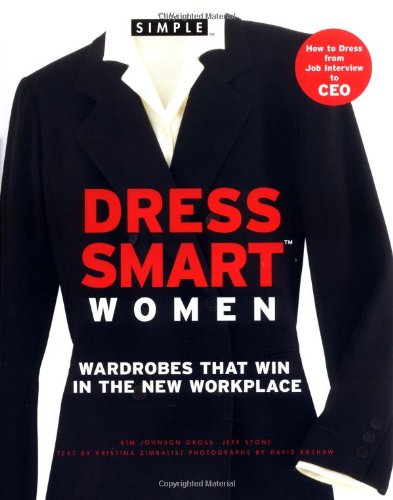 SIMPLE™
How to Dress
from
Job Interview
to
CEO
DRESS
SMART™
WOMEN
WARDROBES THAT WIN
IN THE NEW WORKPLACE
KIM JOHNSON GROSS JEFF STONE
TEXT BY KRISTINA ZIMBALIST PHOTOGRAPHS BY DAVID BASHAW